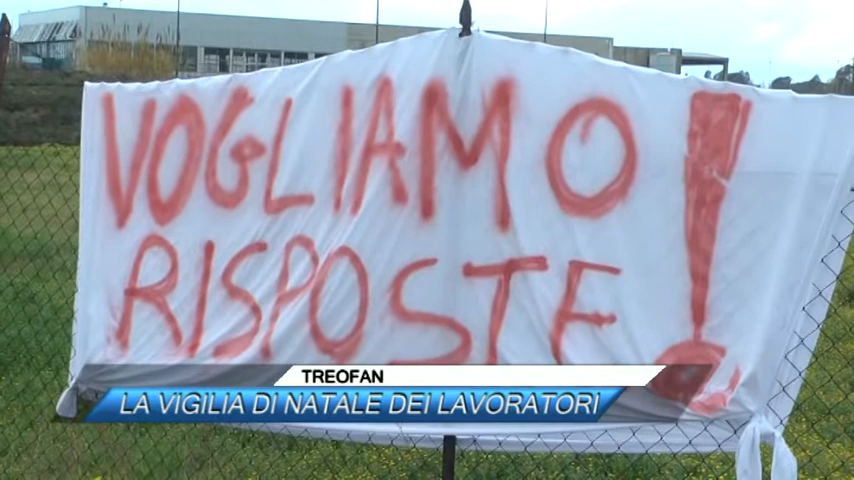 VOGLIAMO
RISPOSTE!
TREOFAN
LA VIGILIA DI NATALE DEI LAVORATORI